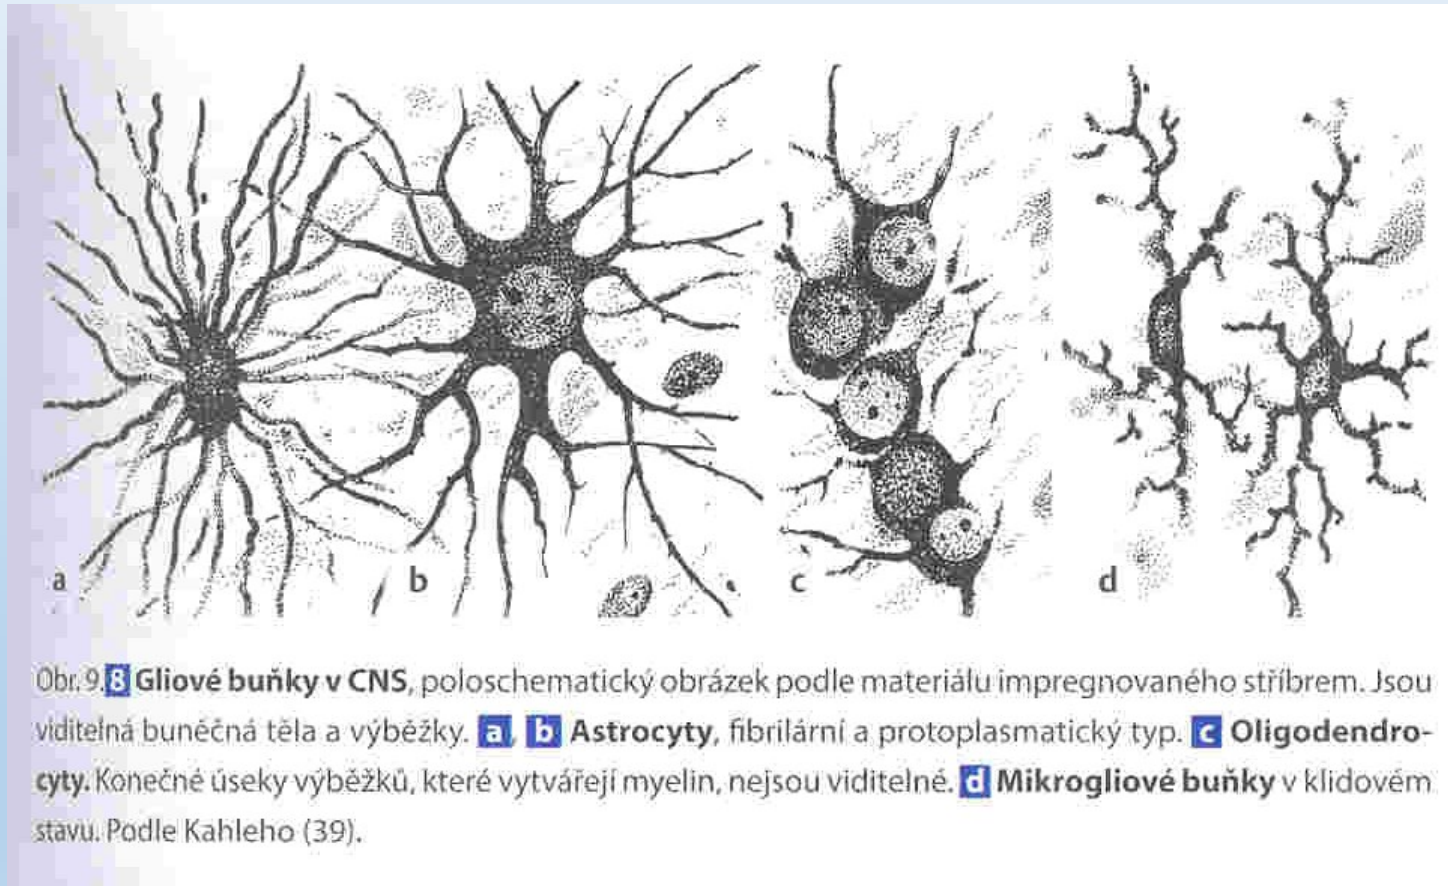 a b c d
Obr. 9.8 Gliové buňky v CNS, poloschematický obrázek podle materiálu impregnovaného stříbrem. Jsou
viditelná buněčná těla a výběžky. a, b Astrocyty, fibrilární a protoplasmatický typ. c Oligodendro-
cyty. Konečné úseky výběžků, které vytvářejí myelin, nejsou viditelné. d Mikrogliové buňky v klidovém
stavu. Podle Kahleho (39).